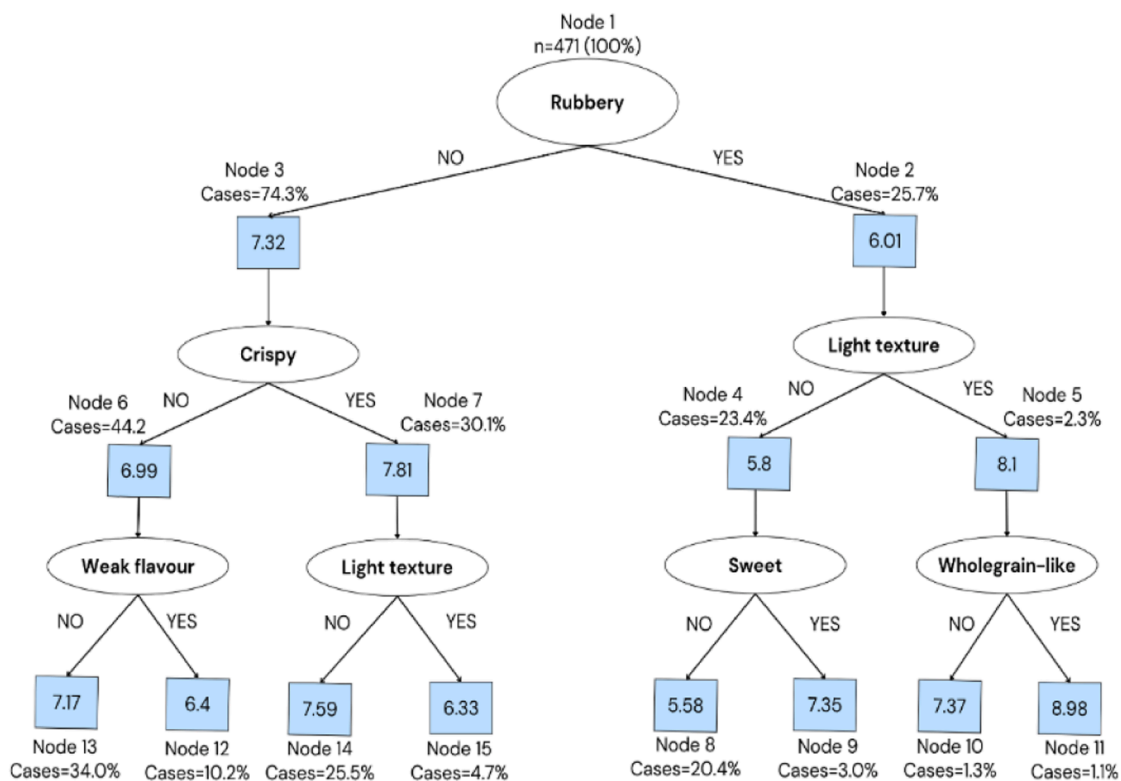 Node 1
n=471 (100%)
Rubbery
NO
YES
Node 3
Cases=74.3%
Node 2
Cases=25.7%
7.32
6.01
Crispy
Light texture
Node 6
Cases=44.2
NO
YES
Node 7
Cases=30.1%
Node 4
Cases=23.4%
NO
YES
Node 5
Cases=2.3%
6.99
7.81
5.8
8.1
Weak flavour
Light texture
Sweet
Wholegrain-like
NO
YES
NO
YES
NO
YES
NO
YES
7.17
6.4
7.59
6.33
5.58
7.35
7.37
8.98
Node 13
Cases=34.0%
Node 12
Cases=10.2%
Node 14
Cases=25.5%
Node 15
Cases=4.7%
Node 8
Cases=20.4%
Node 9
Cases=3.0%
Node 10
Cases=1.3%
Node 11
Cases=1.1%